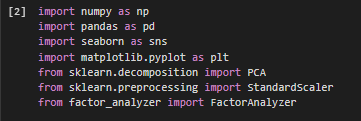 [2] import numpy as np
import pandas as pd
import seaborn as sns
import matplotlib.pyplot as plt
from sklearn.decomposition import PCA
from sklearn.preprocessing import StandardScaler
from factor_analyzer import FactorAnalyzer